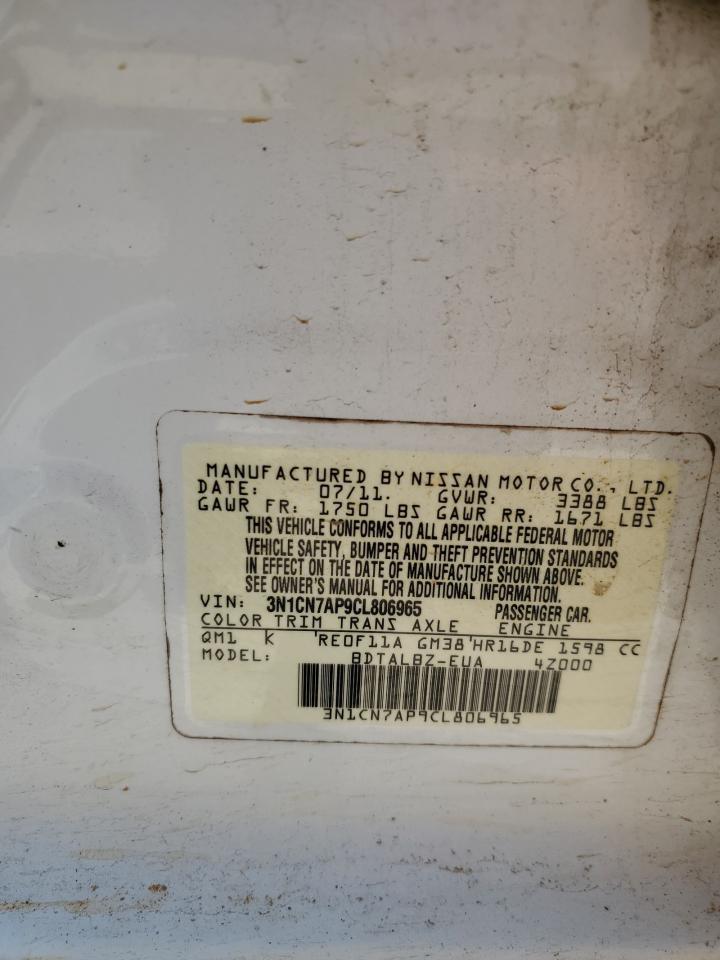 MANUFACTURED BY NISSAN MOTOR CO., LTD.
DATE: 07/11. GVWR: 3388 LBS
GAWR FR: 1750 LBS GAWR RR: 1671 LBS
THIS VEHICLE CONFORMS TO ALL APPLICABLE FEDERAL MOTOR
VEHICLE SAFETY, BUMPER AND THEFT PREVENTION STANDARDS
IN EFFECT ON THE DATE OF MANUFACTURE SHOWN ABOVE.
SEE OWNER'S MANUAL FOR ADDITIONAL INFORMATION.
VIN: 3N1CN7AP9CL806965 PASSENGER CAR.
COLOR TRIM TRANS AXLE ENGINE
QM1 K 'RE0F11A GM38'HR16DE 1598 CC
MODEL: BDTALBZ-EUA 4Z000
3N1CN7AP9CL806965